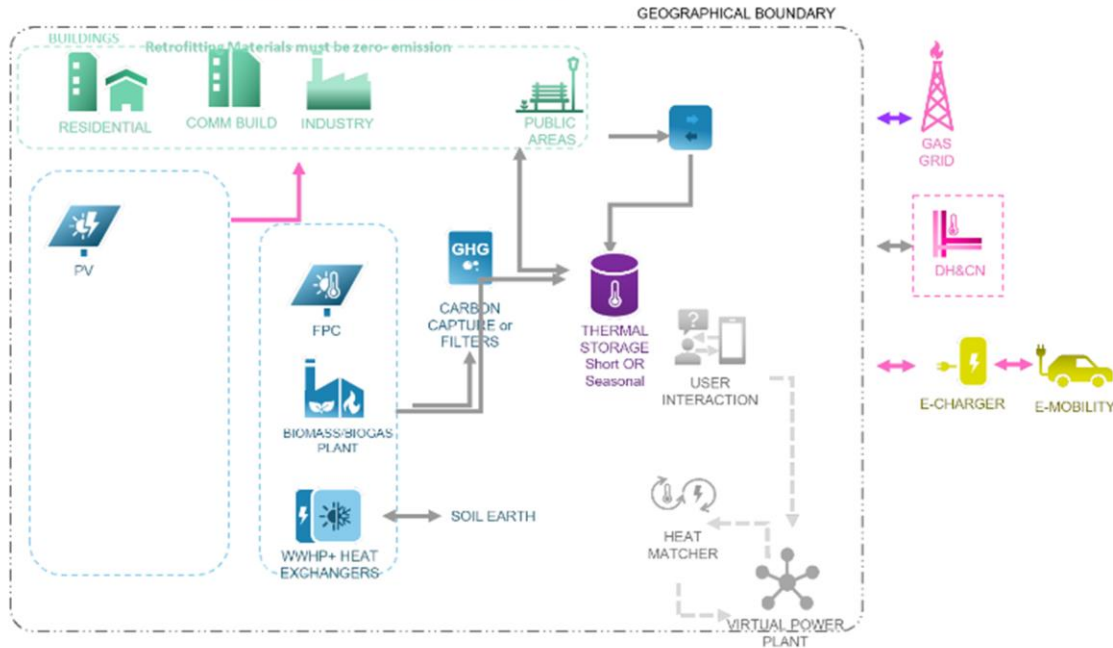 GEOGRAPHICAL BOUNDARY
BUILDINGS
Retrofitting Materials must be zero- emission
RESIDENTIAL
COMM BUILD
INDUSTRY
PUBLIC
AREAS
GAS
GRID
PV
GHG
FPC
CARBON
CAPTURE or
FILTERS
THERMAL
STORAGE
Short OR
Seasonal
?
USER
INTERACTION
DH&CN
E-CHARGER
E-MOBILITY
BIOMASS/BIOGAS
PLANT
SOIL EARTH
WWHP+ HEAT
EXCHANGERS
HEAT
MATCHER
VIRTUAL POWER
PLANT